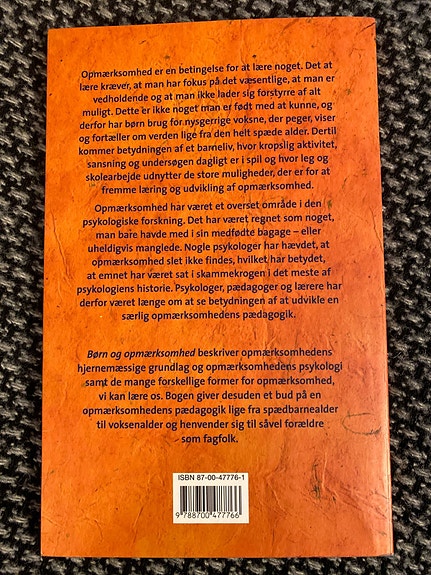 Opmærksomhed er en betingelse for at lære noget. Det at
lære kræver, at man har fokus på det væsentlige, at man er
vedholdende og at man ikke lader sig forstyrre af alt
muligt. Dette er ikke noget man er født med at kunne, og
derfor har børn brug for nysgerrige voksne, der peger, viser
og fortæller om verden lige fra den helt spæde alder. Dertil
kommer betydningen af et barneliv, hvor kropslig aktivitet,
sansning og undersøgen dagligt er i spil og hvor leg og
skolearbejde udnytter de store muligheder, der er for at
fremme læring og udvikling af opmærksomhed.
Opmærksomhed har været et overset område i den
psykologiske forskning. Det har været regnet som noget,
man bare havde med i sin medfødte bagage – eller
uheldigvis manglede. Nogle psykologer har hævdet, at
opmærksomhed slet ikke findes, hvilket har betydet,
at emnet har været sat i skammekrogen i det meste af
psykologiens historie. Psykologer, pædagoger og lærere har
derfor været længe om at se betydningen af at udvikle en
særlig opmærksomhedens pædagogik.
Børn og opmærksomhed beskriver opmærksomhedens
hjernemæssige grundlag og opmærksomhedens psykologi
samt de mange forskellige former for opmærksomhed,
vi kan lære os. Bogen giver desuden et bud på en
opmærksomhedens pædagogik lige fra spædbarnealder
til voksenalder og henvender sig til såvel forældre
som fagfolk.
ISBN 87-00-47776-1
9 788700 477766